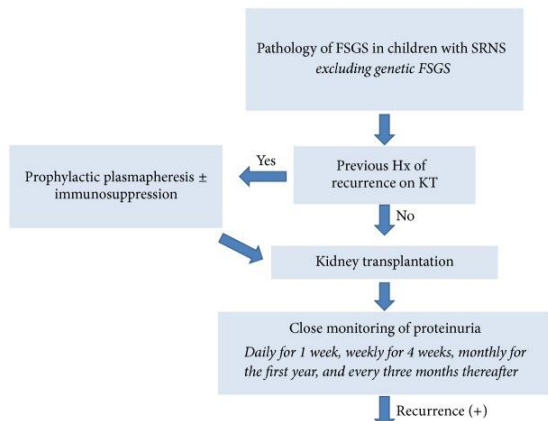 Pathology of FSGS in children with SRNS
excluding genetic FSGS
Yes
Previous Hx of
recurrence on KT
Prophylactic plasmapheresis ±
immunosuppression
No
Kidney transplantation
Close monitoring of proteinuria
Daily for 1 week, weekly for 4 weeks, monthly for
the first year, and every three months thereafter
Recurrence (+)